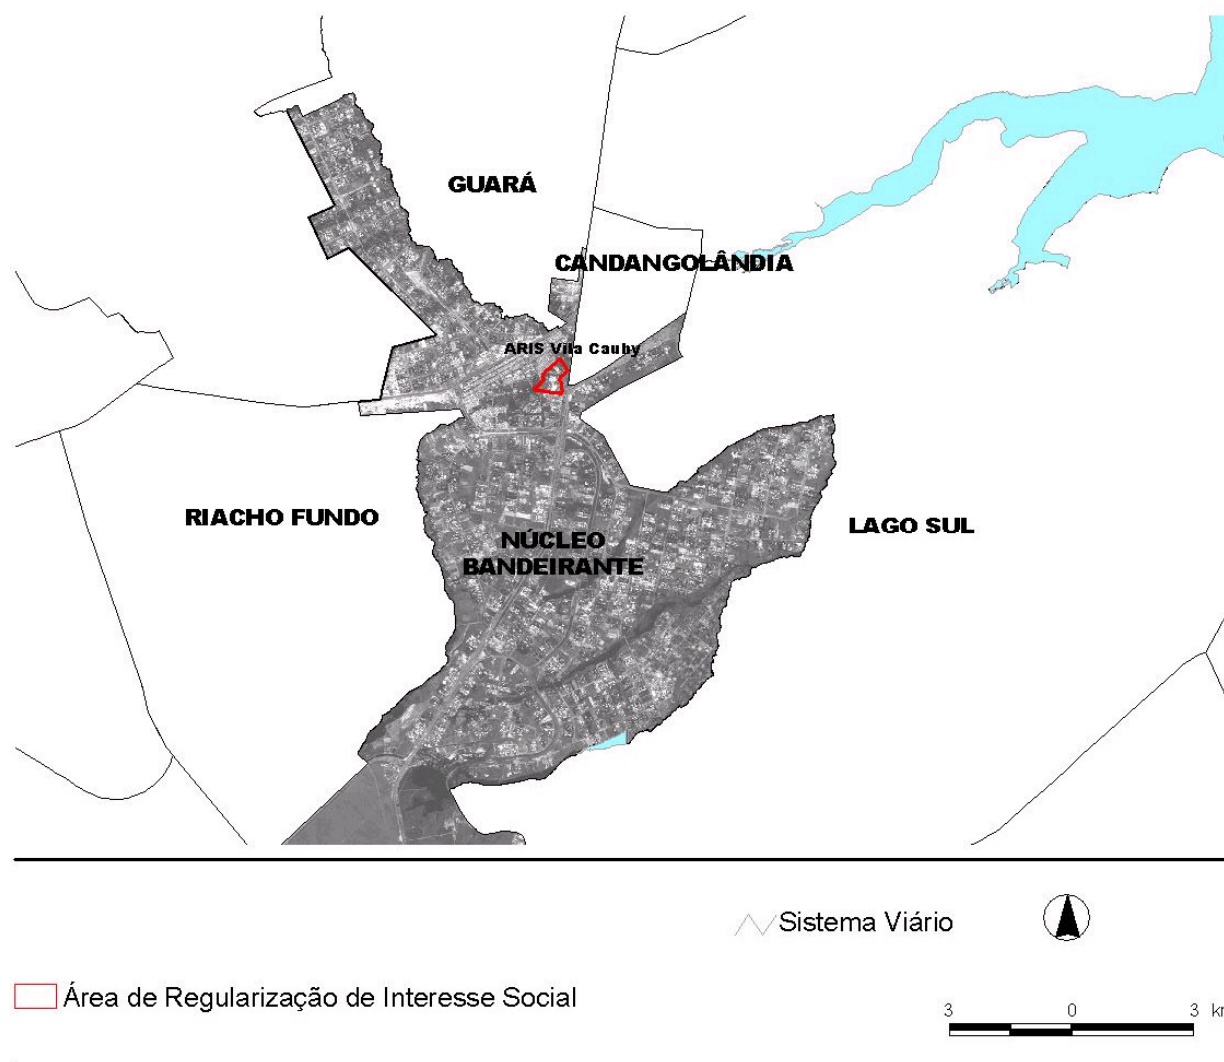 GUARÁ
CANDANGOLÂNDIA
ARIS Vila Cauby
RIACHO FUNDO
NÚCLEO
BANDEIRANTE
LAGO SUL
Sistema Viário
Área de Regularização de Interesse Social
3 0 3 km